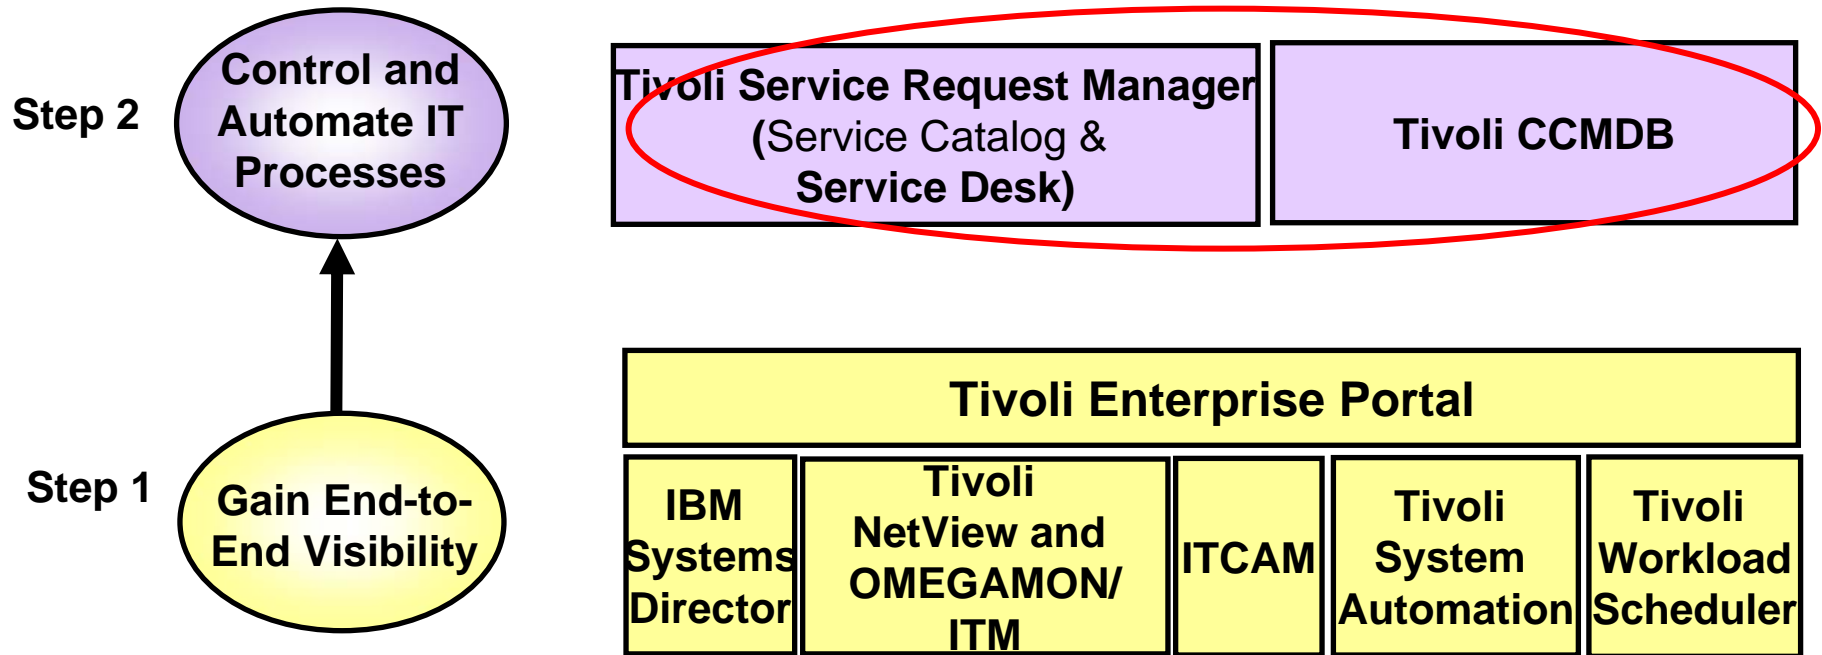 Step 2
Control and
Automate IT
Processes
Tivoli Service Request Manager
(Service Catalog &
Service Desk)
Tivoli CCMDB
Tivoli Enterprise Portal
Step 1
Gain End-to-
End Visibility
IBM
Systems
Director
Tivoli
NetView and
OMEGAMON/
ITM
ITCAM
Tivoli
System
Automation
Tivoli
Workload
Scheduler